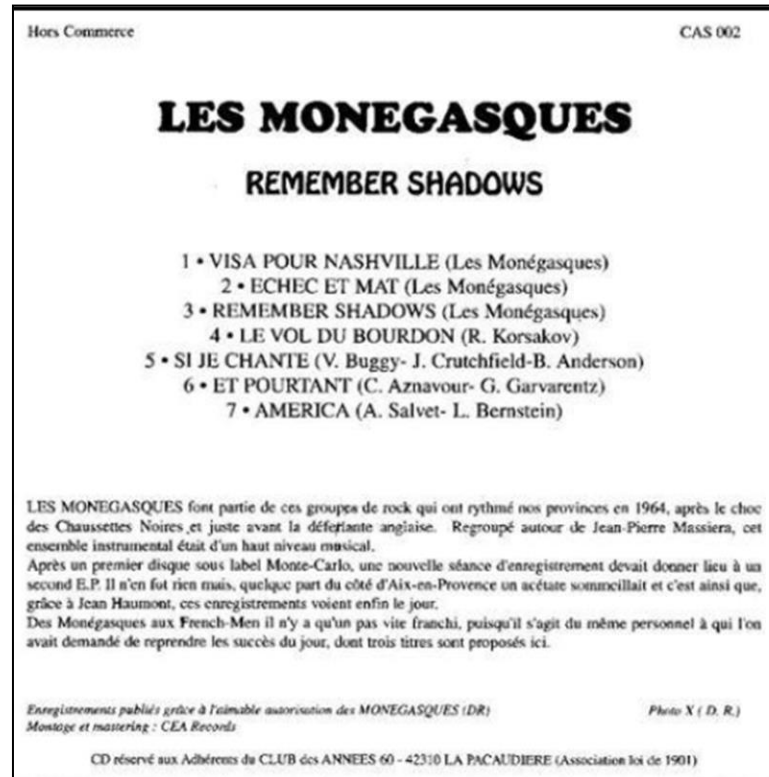 Hors Commerce
CAS 002
LES MONEGASQUES
REMEMBER SHADOWS
1 • VISA POUR NASHVILLE (Les Monégasques)
2 • ECHEC ET MAT (Les Monégasques)
3 • REMEMBER SHADOWS (Les Monégasques)
4 • LE VOL DU BOURDON (R. Korsakov)
5 • SI JE CHANTE (V. Buggy- J. Crutchfield-B. Anderson)
6 • ET POURTANT (C. Aznavour- G. Garvarentz)
7 • AMERICA (A. Salvet- L. Bernstein)
LES MONEGASQUES font partie de ces groupes de rock qui ont rythmé nos provinces en 1964, après le choc
des Chaussettes Noires et juste avant la déferlante anglaise. Regroupé autour de Jean-Pierre Massiera, cet
ensemble instrumental était d'un haut niveau musical.
Après un premier disque sous label Monte-Carlo, une nouvelle séance d'enregistrement devait donner lieu à un
second E.P. Il n'en fut rien mais, quelque part du côté d'Aix-en-Provence un acétate sommeillait et c'est ainsi que,
grâce à Jean Haumont, ces enregistrements voient enfin le jour.
Des Monégasques aux French-Men il n'y a qu'un pas vite franchi, puisqu'il s'agit du même personnel à qui l'on
avait demandé de reprendre les succès du jour, dont trois titres sont proposés ici.
Enregistrements publiés grâce à l'aimable autorisation des MONEGASQUES (DR)
Photo X ( D. R.)
Montage et mastering : CEA Records
CD réservé aux Adhérents du CLUB des ANNEES 60 - 42310 LA PACAUDIERE (Association loi de 1901)